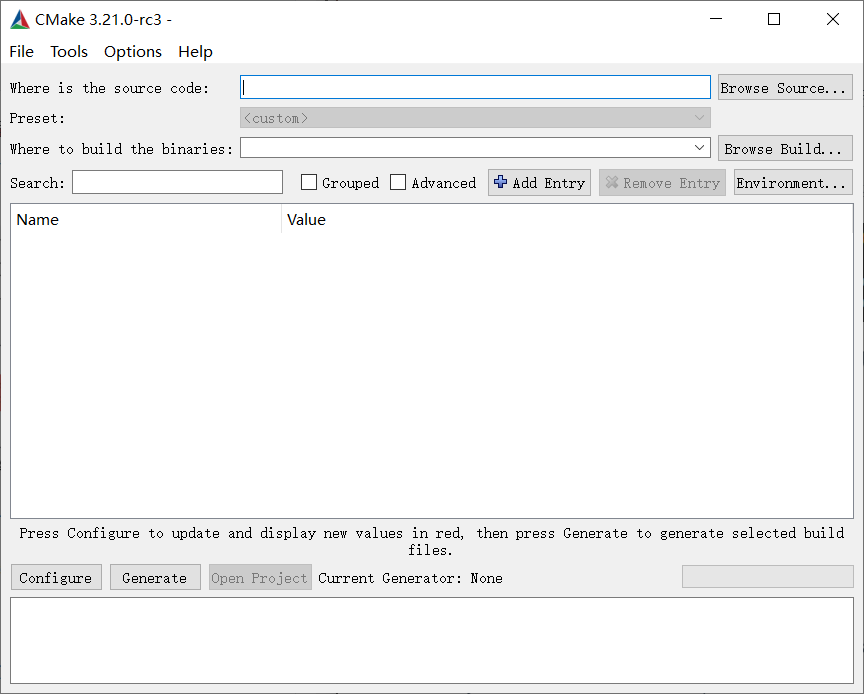 CMake 3.21.0-rc3 -
File Tools Options Help
Where is the source code: Browse Source...
Preset: <custom>
Where to build the binaries: Browse Build...
Search: Grouped Advanced Add Entry Remove Entry Environment...
Name Value
Press Configure to update and display new values in red, then press Generate to generate selected build
files.
Configure Generate Open Project Current Generator: None